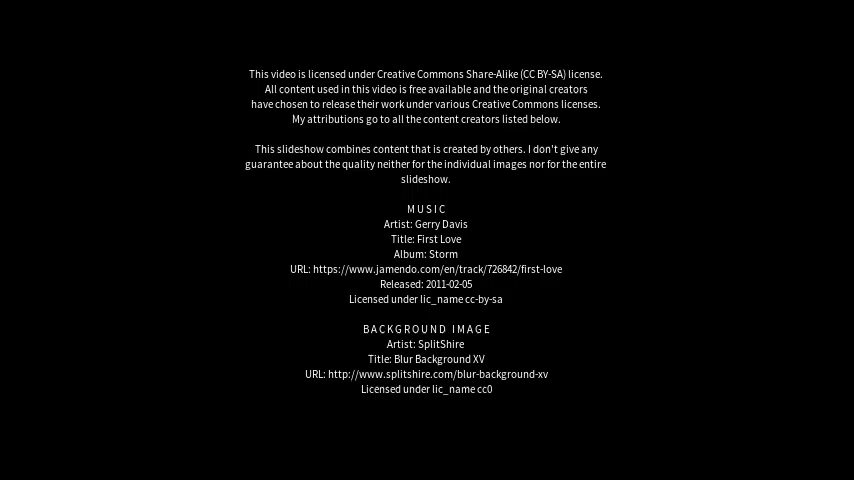 This video is licensed under Creative Commons Share-Alike (CC BY-SA) license.
All content used in this video is free available and the original creators
have chosen to release their work under various Creative Commons licenses.
My attributions go to all the content creators listed below.
This slideshow combines content that is created by others. I don't give any
guarantee about the quality neither for the individual images nor for the entire
slideshow.
MUSIC
Artist: Gerry Davis
Title: First Love
Album: Storm
URL: https://www.jamendo.com/en/track/726842/first-love
Released: 2011-02-05
Licensed under lic_name cc-by-sa
BACKGROUND IMAGE
Artist: SplitShire
Title: Blur Background XV
URL: http://www.splitshire.com/blur-background-xv
Licensed under lic_name cc0